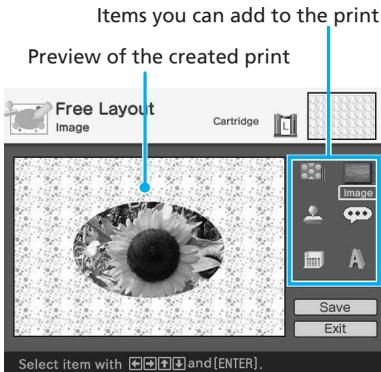 Items you can add to the print
Preview of the created print
Free Layout
Image
Cartridge
L
Image
A
Save
Exit
Select item with [←][→][↑][↓] and [ENTER].